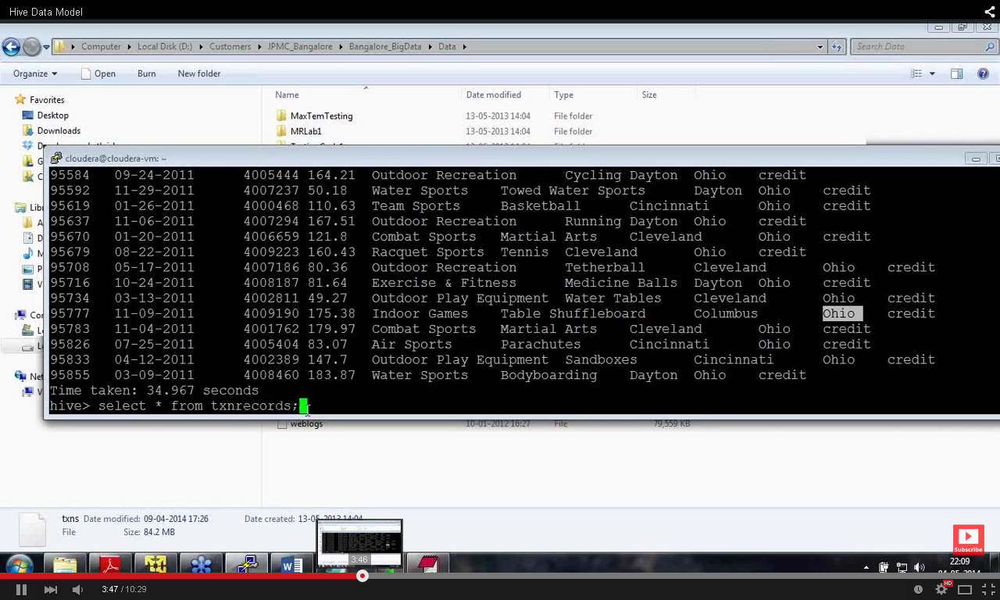 Hive Data Model
Computer Local Disk (D:) Customers JPMC_Bangalore Bangalore_BigData Data Search Data
Organize Open Burn New folder
Name Date modified Type Size
Favorites
Desktop MaxTemTesting 13-05-2013 14:04 File folder
Downloads MRLab1 13-05-2013 14:04 File folder
cloudera@cloudera-vm: ~
95584 09-24-2011 4005444 164.21 Outdoor Recreation Cycling Dayton Ohio credit
95592 11-29-2011 4007237 50.18 Water Sports Towed Water Sports Dayton Ohio credit
95619 01-26-2011 4000468 110.63 Team Sports Basketball Cincinnati Ohio credit
95637 11-06-2011 4007294 167.51 Outdoor Recreation Running Dayton Ohio credit
95670 01-20-2011 4006659 121.8 Combat Sports Martial Arts Cleveland Ohio credit
95679 08-22-2011 4009223 160.43 Racquet Sports Tennis Cleveland Ohio credit
95708 05-17-2011 4007186 80.36 Outdoor Recreation Tetherball Cleveland Ohio credit
95716 10-24-2011 4008187 81.64 Exercise & Fitness Medicine Balls Dayton Ohio credit
95734 03-13-2011 4002811 49.27 Outdoor Play Equipment Water Tables Cleveland Ohio credit
95777 11-09-2011 4009190 175.38 Indoor Games Table Shuffleboard Columbus Ohio credit
95783 11-04-2011 4001762 179.97 Combat Sports Martial Arts Cleveland Ohio credit
95826 07-25-2011 4005404 83.07 Air Sports Parachutes Cincinnati Ohio credit
95833 04-12-2011 4002389 147.7 Outdoor Play Equipment Sandboxes Cincinnati Ohio credit
95855 03-09-2011 4008460 183.87 Water Sports Bodyboarding Dayton Ohio credit
Time taken: 34.967 seconds
hive> select * from txnrecords;
weblogs 10-01-2012 16:27 File 79,559 KB
txns Date modified: 09-04-2014 17:26 Date created: 13-05-2013 14:04
File Size: 84.2 MB
Subscribe
3:46
22:09
3:47 / 10:29
HD